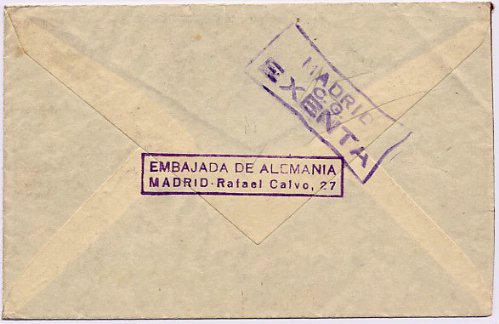 MADRID
EXENTA
EMBAJADA DE ALEMANIA
MADRID-Rafael Calvo, 27